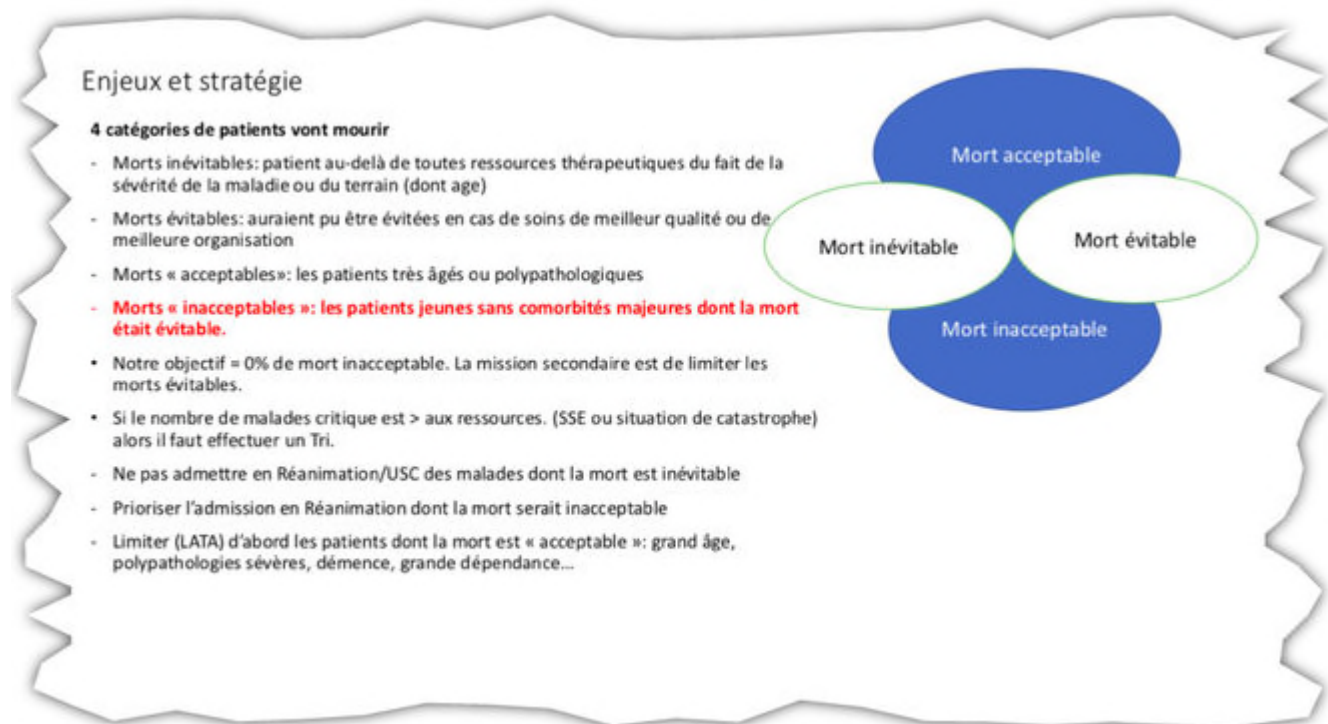 Enjeux et stratégie
4 catégories de patients vont mourir
- Morts inévitables: patient au-delà de toutes ressources thérapeutiques du fait de la
sévérité de la maladie ou du terrain (dont age)
- Morts évitables: auraient pu être évitées en cas de soins de meilleur qualité ou de
meilleure organisation
- Morts « acceptables»: les patients très âgés ou polypathologiques
- Morts « inacceptables »: les patients jeunes sans comorbités majeures dont la mort
était évitable.
• Notre objectif = 0% de mort inacceptable. La mission secondaire est de limiter les
morts évitables.
• Si le nombre de malades critique est > aux ressources. (SSE ou situation de catastrophe)
alors il faut effectuer un Tri.
- Ne pas admettre en Réanimation/USC des malades dont la mort est inévitable
- Prioriser l'admission en Réanimation dont la mort serait inacceptable
- Limiter (LATA) d'abord les patients dont la mort est « acceptable »: grand âge,
polypathologies sévères, démence, grande dépendance...
Mort acceptable
Mort inévitable
Mort évitable
Mort inacceptable